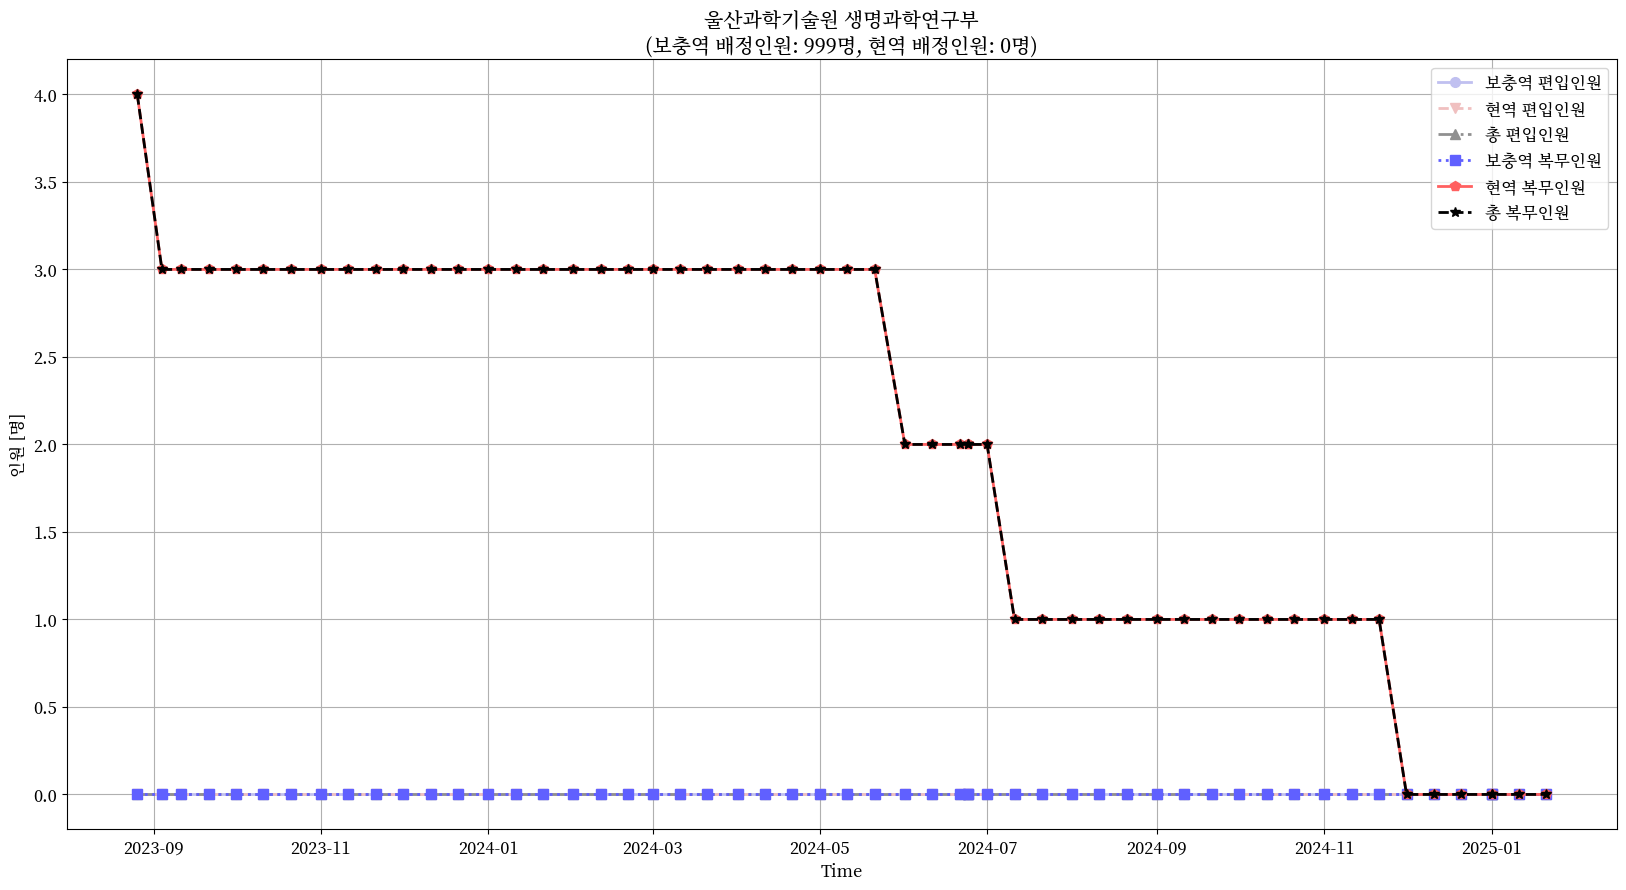 울산과학기술원 생명과학연구부
(보충역 배정인원: 999명, 현역 배정인원: 0명)
보충역 편입인원
현역 편입인원
총 편입인원
보충역 복무인원
현역 복무인원
총 복무인원
인원 [명]
4.0
3.5
3.0
2.5
2.0
1.5
1.0
0.5
0.0
2023-09
2023-11
2024-01
2024-03
2024-05
2024-07
2024-09
2024-11
2025-01
Time